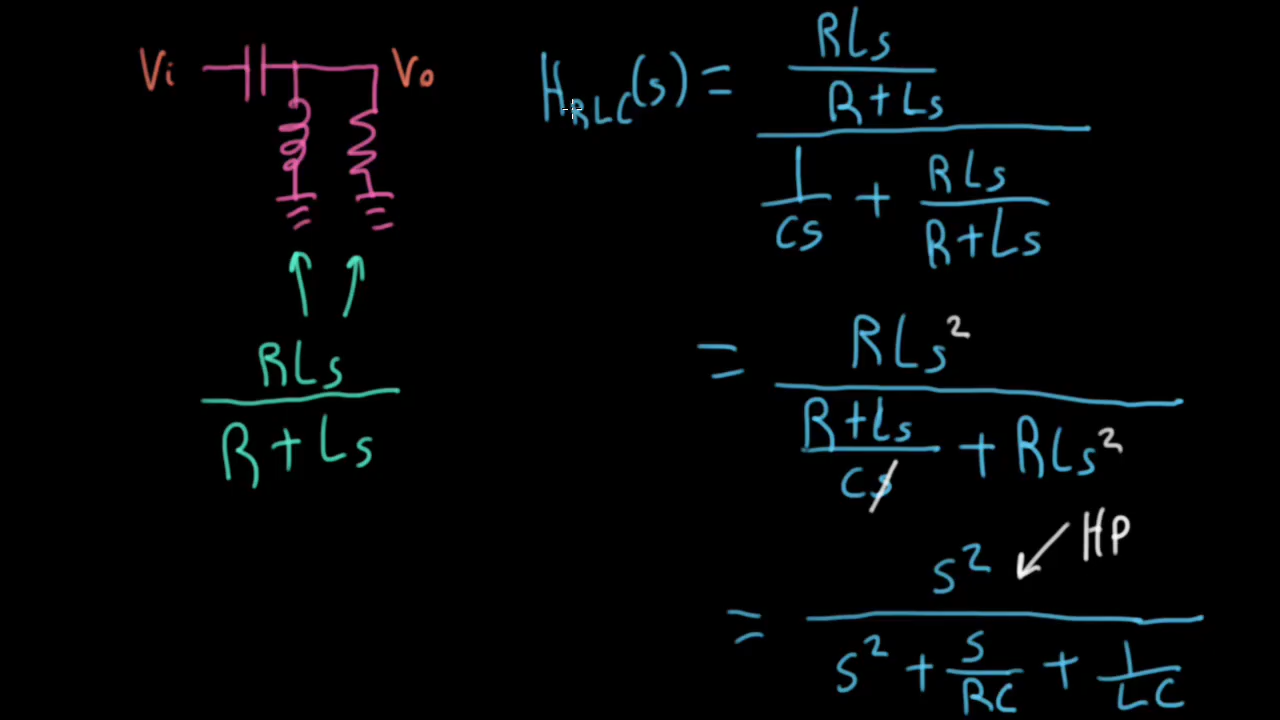 Vi Vo
RLs
R + Ls
H_RLC(s) =
RLs
R + Ls
1
Cs
+
RLs
R + Ls
=
RLs²
R + Ls
Cs
+ RLs²
HP
=
s²
s² + s/RC + 1/LC